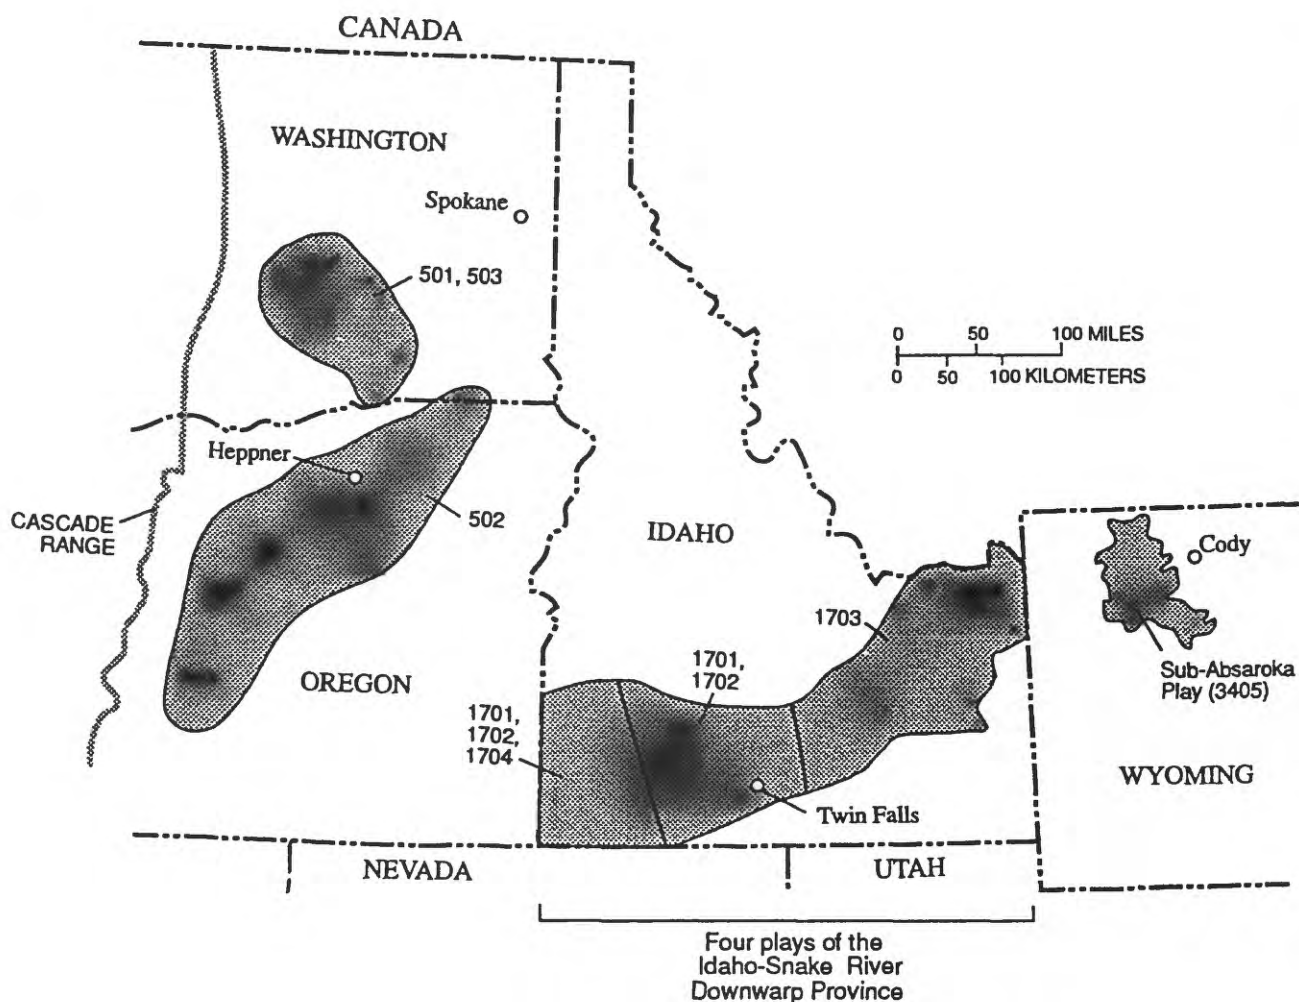 CANADA
WASHINGTON
Spokane
501, 503
0 50 100 MILES
0 50 100 KILOMETERS
Heppner
502
CASCADE
RANGE
IDAHO
Cody
1703
1701,
1702
Sub-Absaroka
Play (3405)
OREGON
1701,
1702,
1704
WYOMING
Twin Falls
NEVADA
UTAH
Four plays of the
Idaho-Snake River
Downwarp Province